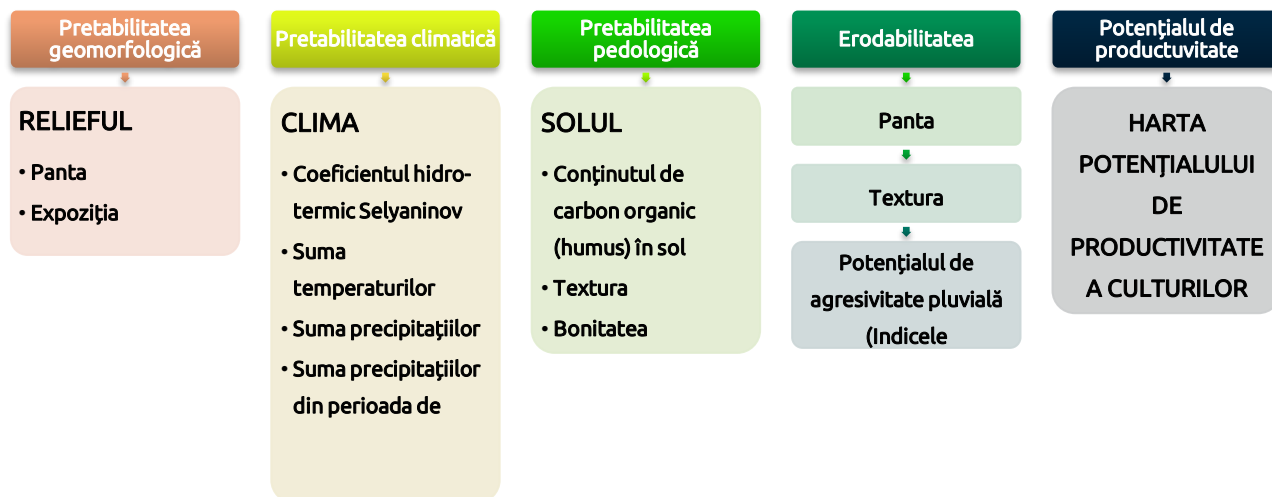 Pretabilitatea
geomorfologică
RELIEFUL
• Panta
• Expoziția
Pretabilitatea climatică
CLIMA
• Coeficientul hidro-
termic Selyaninov
• Suma
temperaturilor
• Suma precipitațiilor
• Suma precipitațiilor
din perioada de
Pretabilitatea
pedologică
SOLUL
• Conținutul de
carbon organic
(humus) în sol
• Textura
• Bonitatea
Erodabilitatea
Panta
Textura
Potențialul de
agresivitate pluvială
(Indicele
Potențialul de
productuvitate
HARTA
POTENȚIALULUI
DE
PRODUCTIVITATE
A CULTURILOR